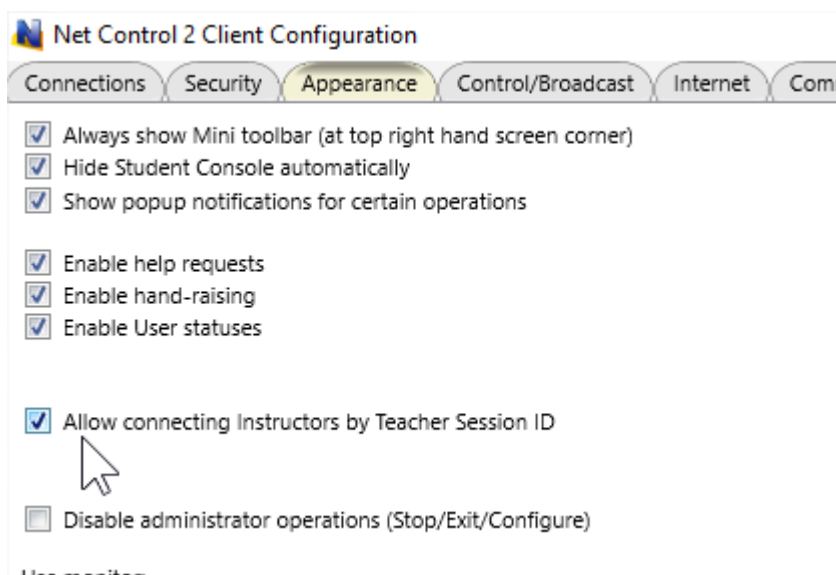 Net Control 2 Client Configuration
Connections Security Appearance Control/Broadcast Internet
Always show Mini toolbar (at top right hand screen corner)
Hide Student Console automatically
Show popup notifications for certain operations
Enable help requests
Enable hand-raising
Enable User statuses
Allow connecting Instructors by Teacher Session ID
Disable administrator operations (Stop/Exit/Configure)